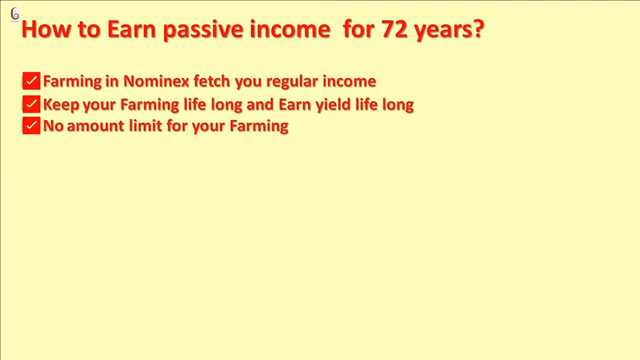 How to Earn passive income for 72 years?
Farming in Nominex fetch you regular income
Keep your Farming life long and Earn yield life long
No amount limit for your Farming